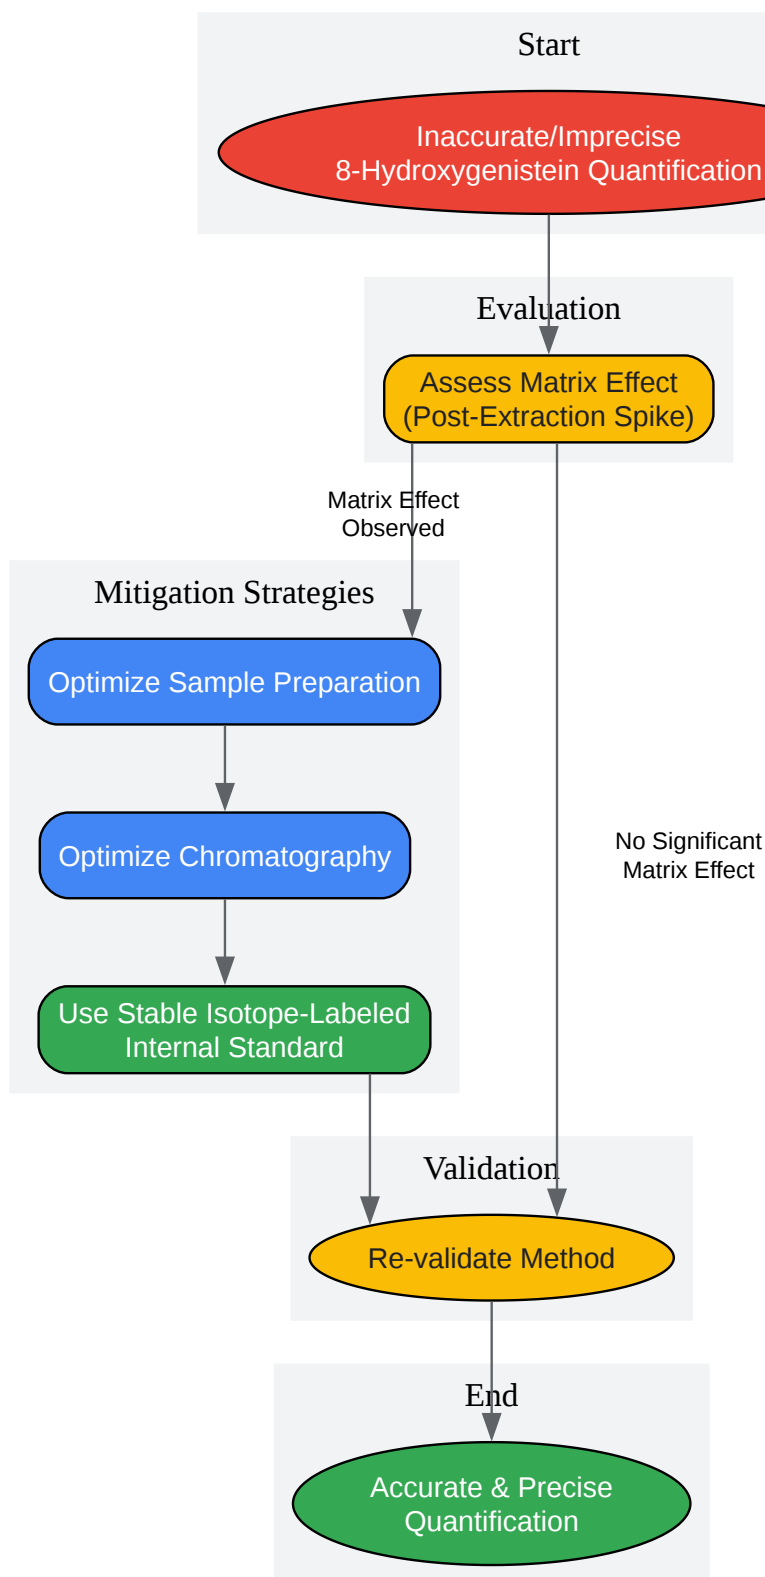 Start
Inaccurate/Imprecise
8-Hydroxygenistein Quantification
Evaluation
Assess Matrix Effect
(Post-Extraction Spike)
Matrix Effect
Observed
Mitigation Strategies
Optimize Sample Preparation
Optimize Chromatography
No Significant
Matrix Effect
Use Stable Isotope-Labeled
Internal Standard
Validation
Re-validate Method
End
Accurate & Precise
Quantification